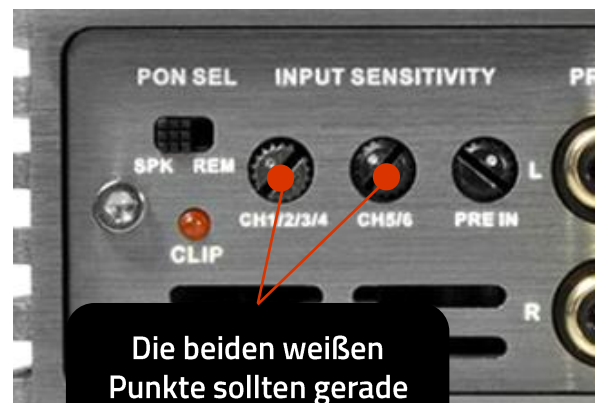 PON SEL
INPUT SENSITIVITY
PR
SPK REM
L
CH1/2/3/4
CH5/6
PRE IN
CLIP
R
Die beiden weißen
Punkte sollten gerade